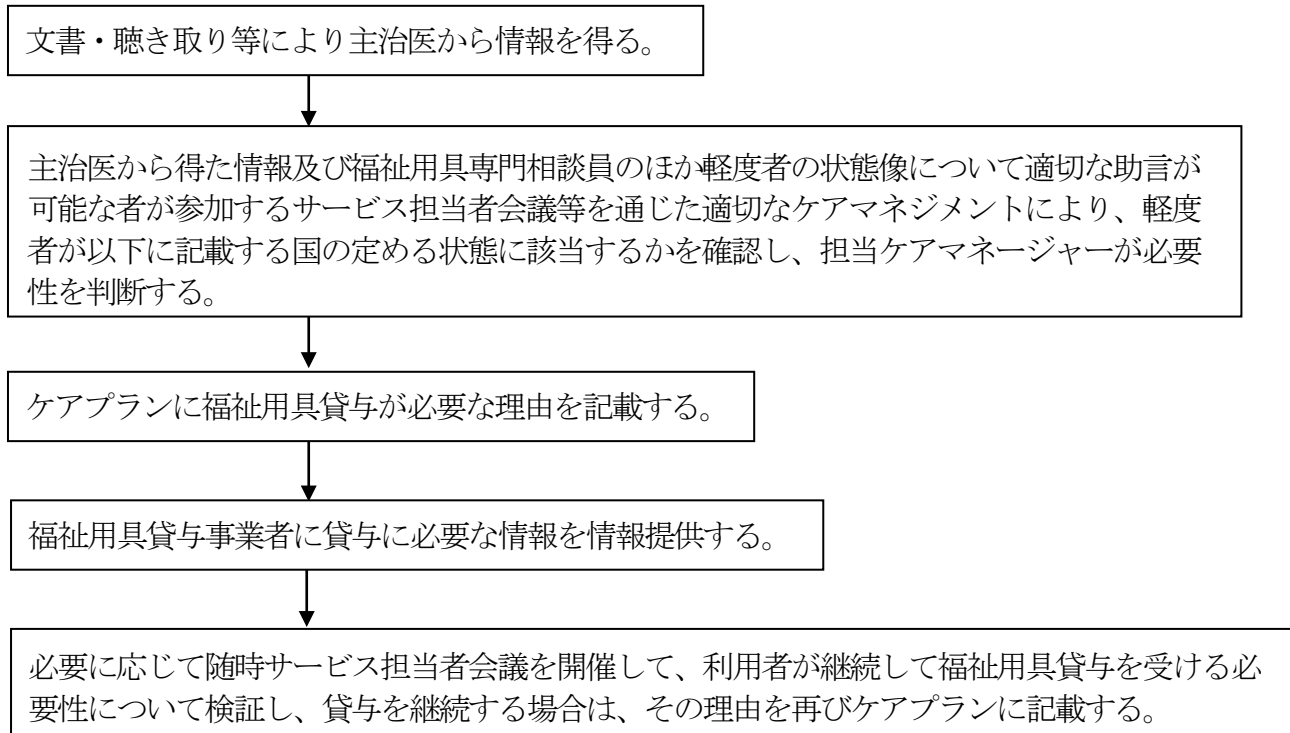 文書・聴き取り等により主治医から情報を得る。
主治医から得た情報及び福祉用具専門相談員のほか軽度者の状態像について適切な助言が
可能な者が参加するサービス担当者会議等を通じた適切なケアマネジメントにより、軽度
者が以下に記載する国の定める状態に該当するかを確認し、担当ケアマネージャーが必要
性を判断する。
ケアプランに福祉用具貸与が必要な理由を記載する。
福祉用具貸与事業者に貸与に必要な情報を情報提供する。
必要に応じて随時サービス担当者会議を開催して、利用者が継続して福祉用具貸与を受ける必
要性について検証し、貸与を継続する場合は、その理由を再びケアプランに記載する。